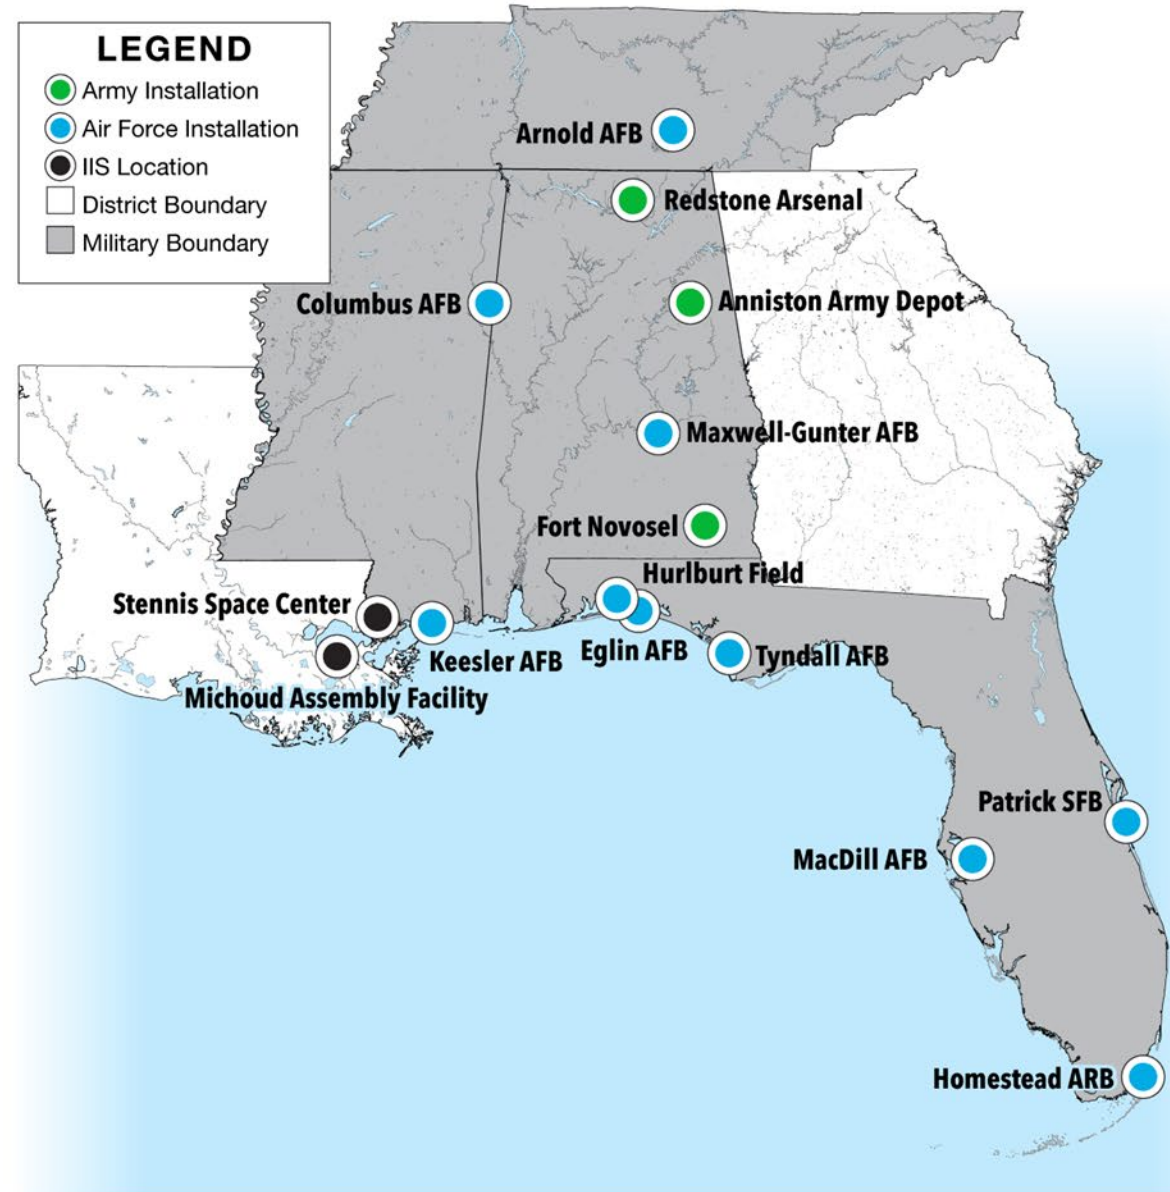 LEGEND
Army Installation
Air Force Installation
IIS Location
District Boundary
Military Boundary
Arnold AFB
Redstone Arsenal
Columbus AFB
Anniston Army Depot
Maxwell-Gunter AFB
Fort Novosel
Hurlburt Field
Stennis Space Center
Keesler AFB
Eglin AFB
Tyndall AFB
Michoud Assembly Facility
Patrick SFB
MacDill AFB
Homestead ARB